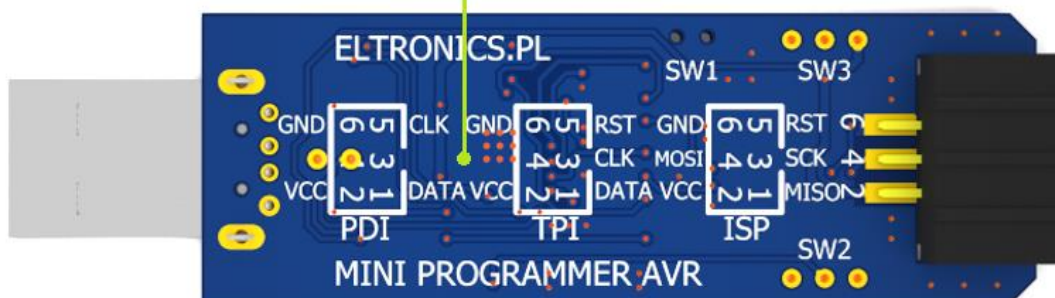 ELTRONICS.PL
SW1
SW3
GND 6 5 CLK
3
VCC 2 1 DATA
PDI
GND 6 5 RST
4 3 CLK
VCC 2 1 DATA
TPI
GND 6 5 RST
MOSI 4 3 SCK
VCC 2 1 MISO
ISP
6
4
2
SW2
MINI PROGRAMMER AVR